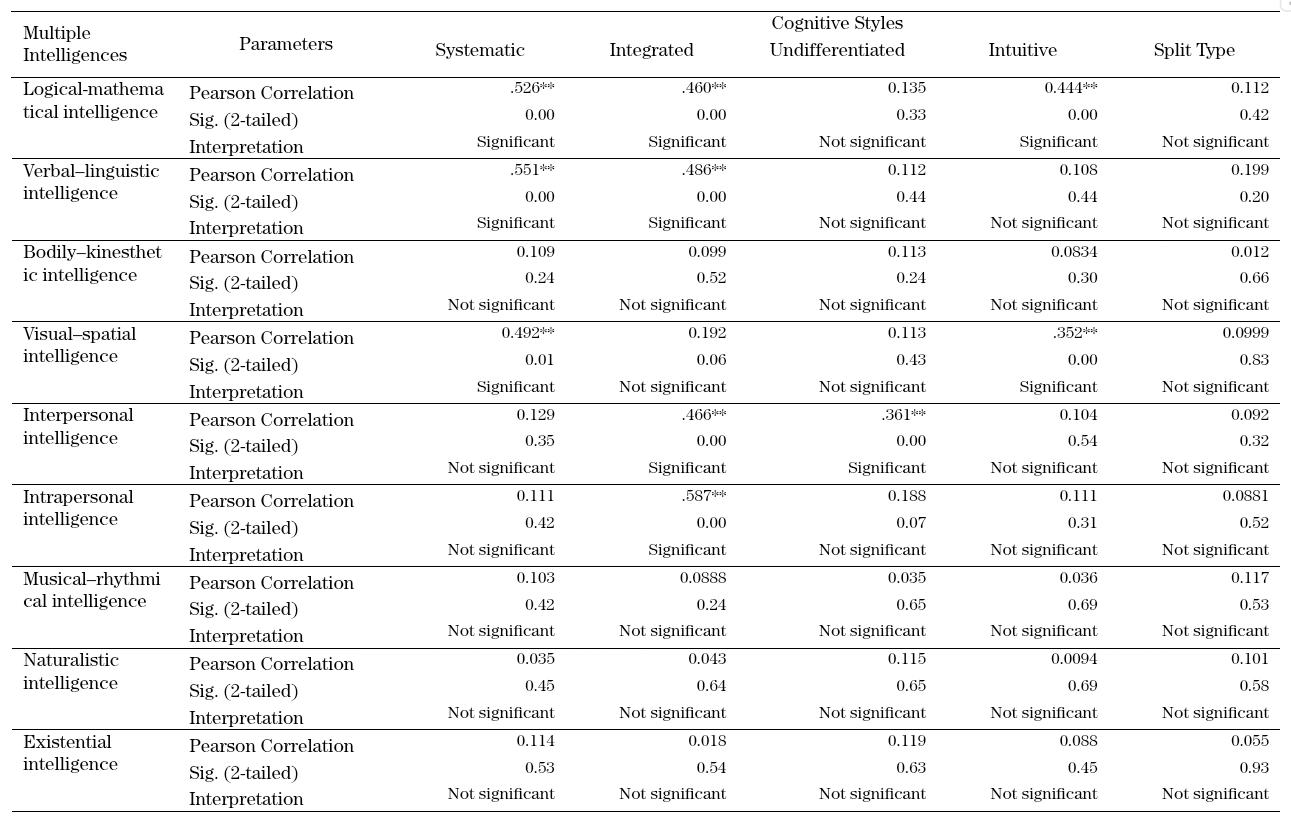 Cognitive Styles
Multiple Intelligences Parameters Systematic Integrated Undifferentiated Intuitive Split Type
Logical-mathema Pearson Correlation .526** .460** 0.135 0.444** 0.112
tical intelligence Sig. (2-tailed) 0.00 0.00 0.33 0.00 0.42
Interpretation Significant Significant Not significant Significant Not significant
Verbal–linguistic Pearson Correlation .551** .486** 0.112 0.108 0.199
intelligence Sig. (2-tailed) 0.00 0.00 0.44 0.44 0.20
Interpretation Significant Significant Not significant Not significant Not significant
Bodily–kinesthet Pearson Correlation 0.109 0.099 0.113 0.0834 0.012
ic intelligence Sig. (2-tailed) 0.24 0.52 0.24 0.30 0.66
Interpretation Not significant Not significant Not significant Not significant Not significant
Visual–spatial Pearson Correlation 0.492** 0.192 0.113 .352** 0.0999
intelligence Sig. (2-tailed) 0.01 0.06 0.43 0.00 0.83
Interpretation Significant Not significant Not significant Significant Not significant
Interpersonal Pearson Correlation 0.129 .466** .361** 0.104 0.092
intelligence Sig. (2-tailed) 0.35 0.00 0.00 0.54 0.32
Interpretation Not significant Significant Significant Not significant Not significant
Intrapersonal Pearson Correlation 0.111 .587** 0.188 0.111 0.0881
intelligence Sig. (2-tailed) 0.42 0.00 0.07 0.31 0.52
Interpretation Not significant Significant Not significant Not significant Not significant
Musical–rhythmi Pearson Correlation 0.103 0.0888 0.035 0.036 0.117
cal intelligence Sig. (2-tailed) 0.42 0.24 0.65 0.69 0.53
Interpretation Not significant Not significant Not significant Not significant Not significant
Naturalistic Pearson Correlation 0.035 0.043 0.115 0.0094 0.101
intelligence Sig. (2-tailed) 0.45 0.64 0.65 0.69 0.58
Interpretation Not significant Not significant Not significant Not significant Not significant
Existential Pearson Correlation 0.114 0.018 0.119 0.088 0.055
intelligence Sig. (2-tailed) 0.53 0.54 0.63 0.45 0.93
Interpretation Not significant Not significant Not significant Not significant Not significant